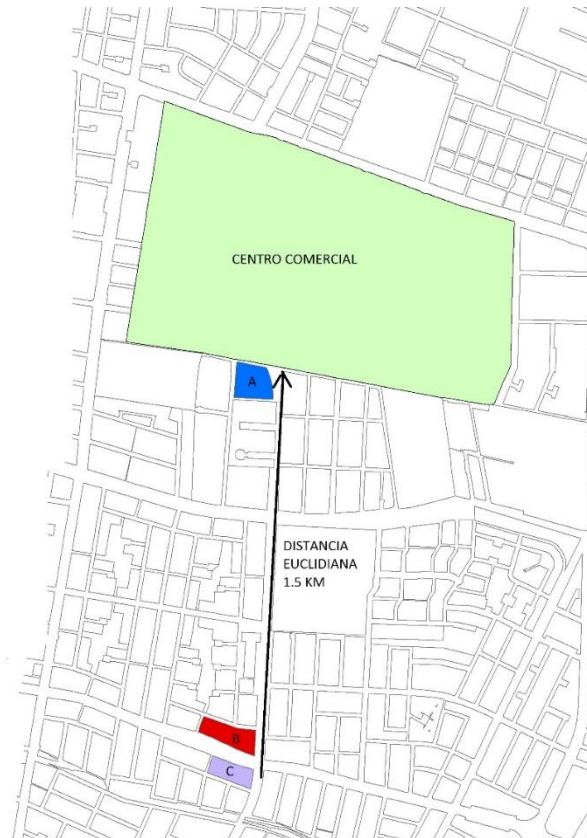 CENTRO COMERCIAL
A
DISTANCIA
EUCLIDIANA
1.5 KM
B
C